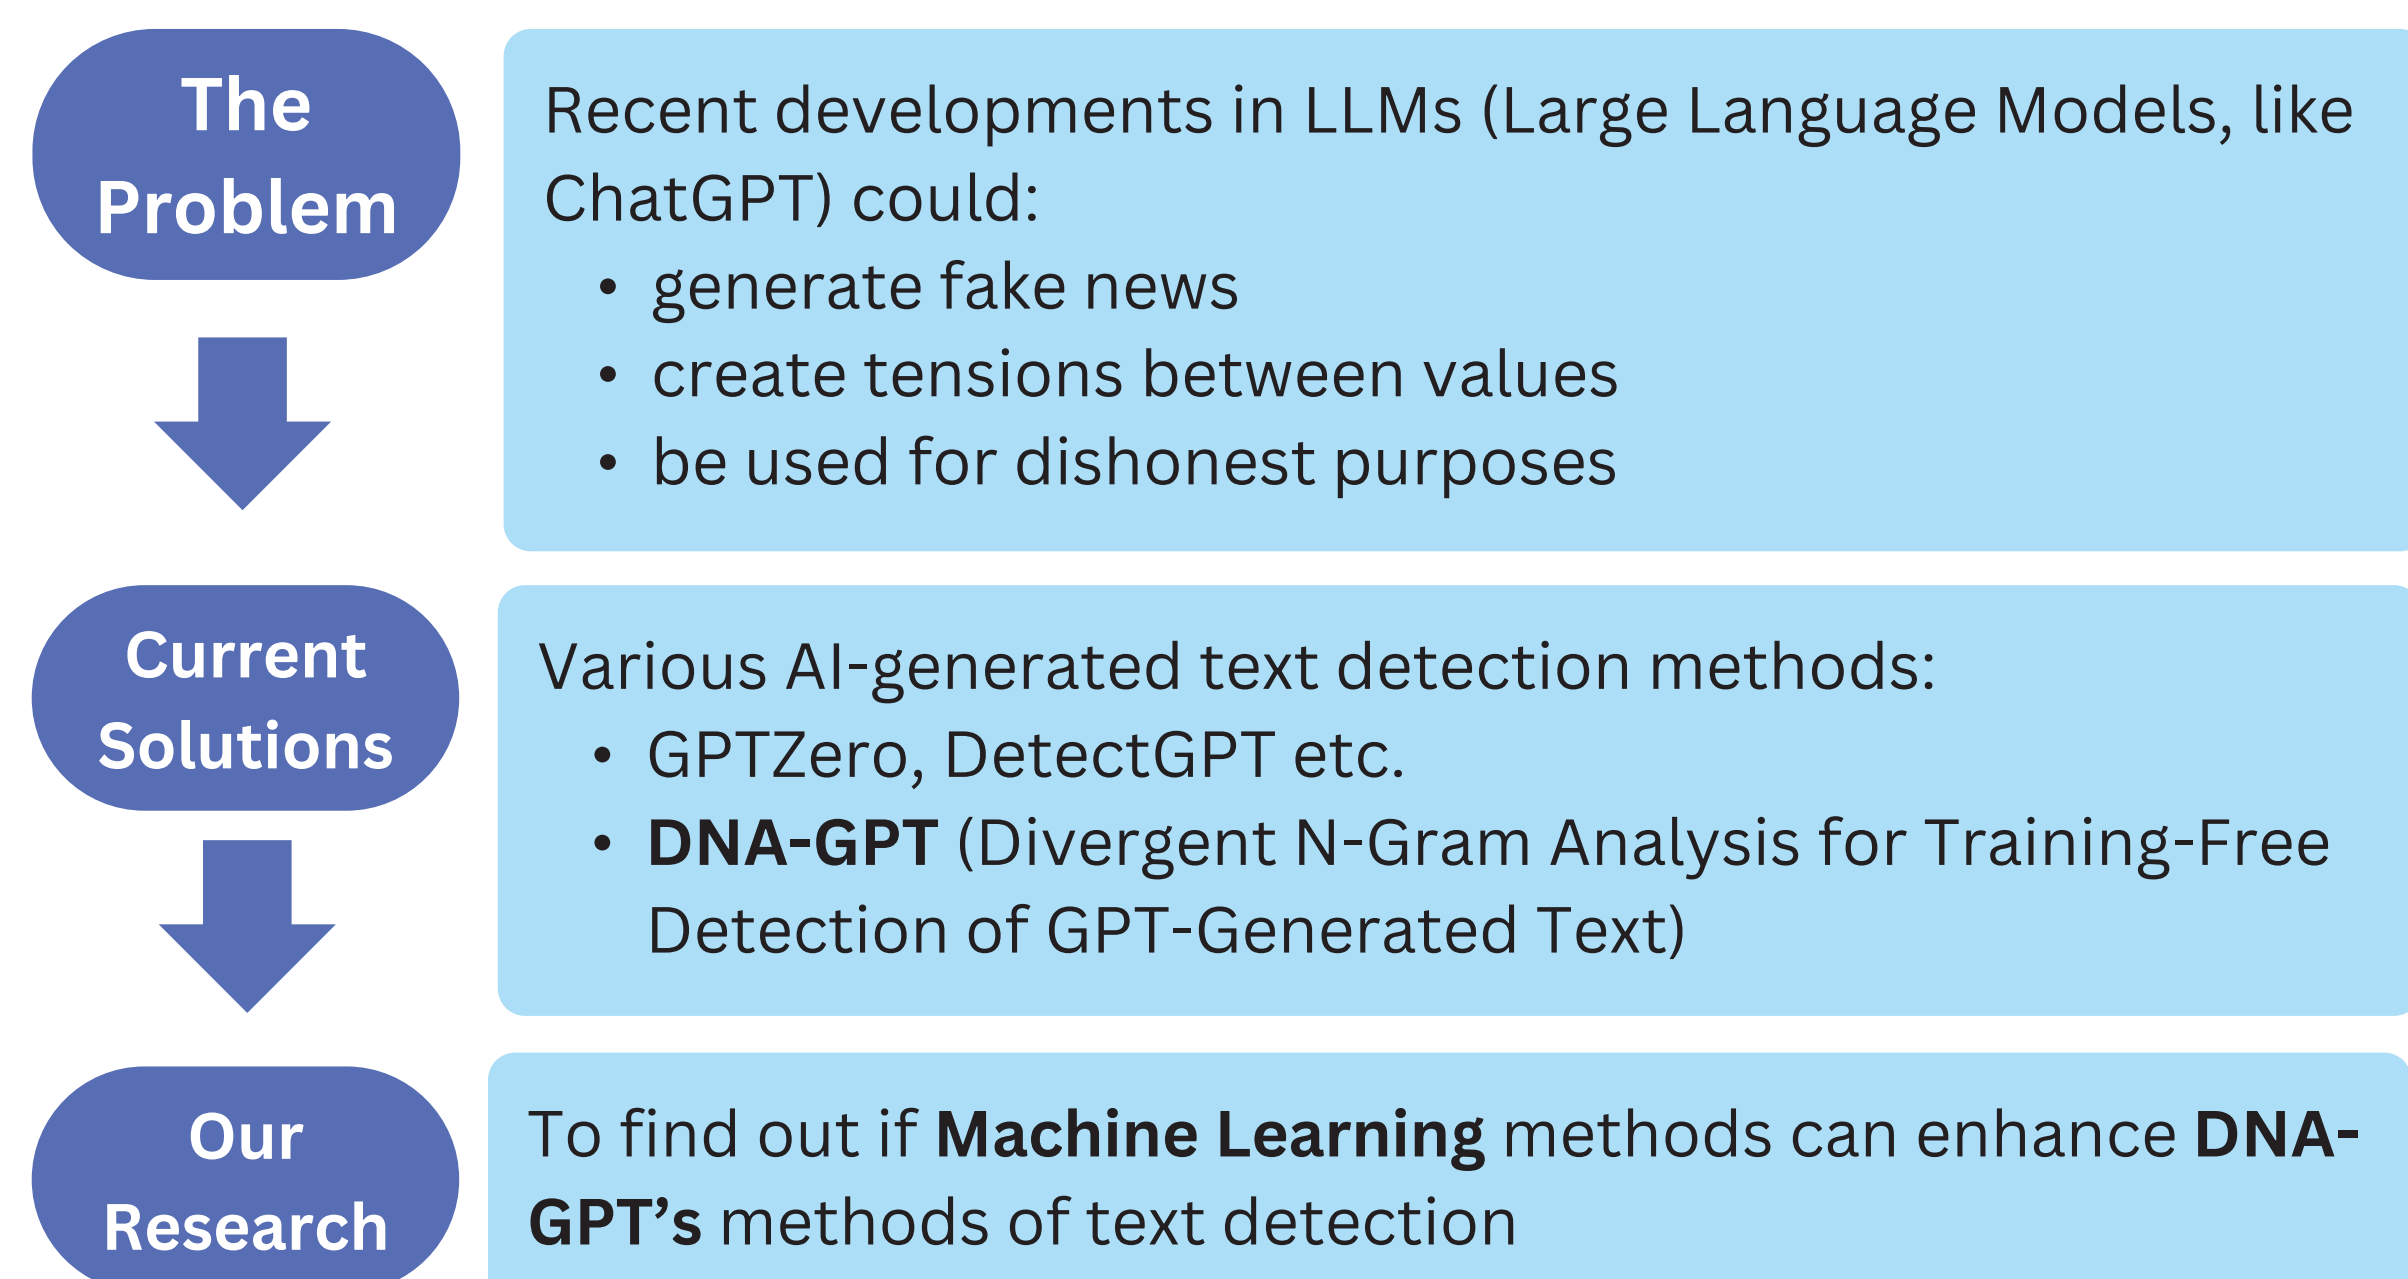 The
Problem
Recent developments in LLMs (Large Language Models, like
ChatGPT) could:
• generate fake news
• create tensions between values
• be used for dishonest purposes
Current
Solutions
Various AI-generated text detection methods:
• GPTZero, DetectGPT etc.
• DNA-GPT (Divergent N-Gram Analysis for Training-Free
Detection of GPT-Generated Text)
Our
Research
To find out if Machine Learning methods can enhance DNA-
GPT’s methods of text detection